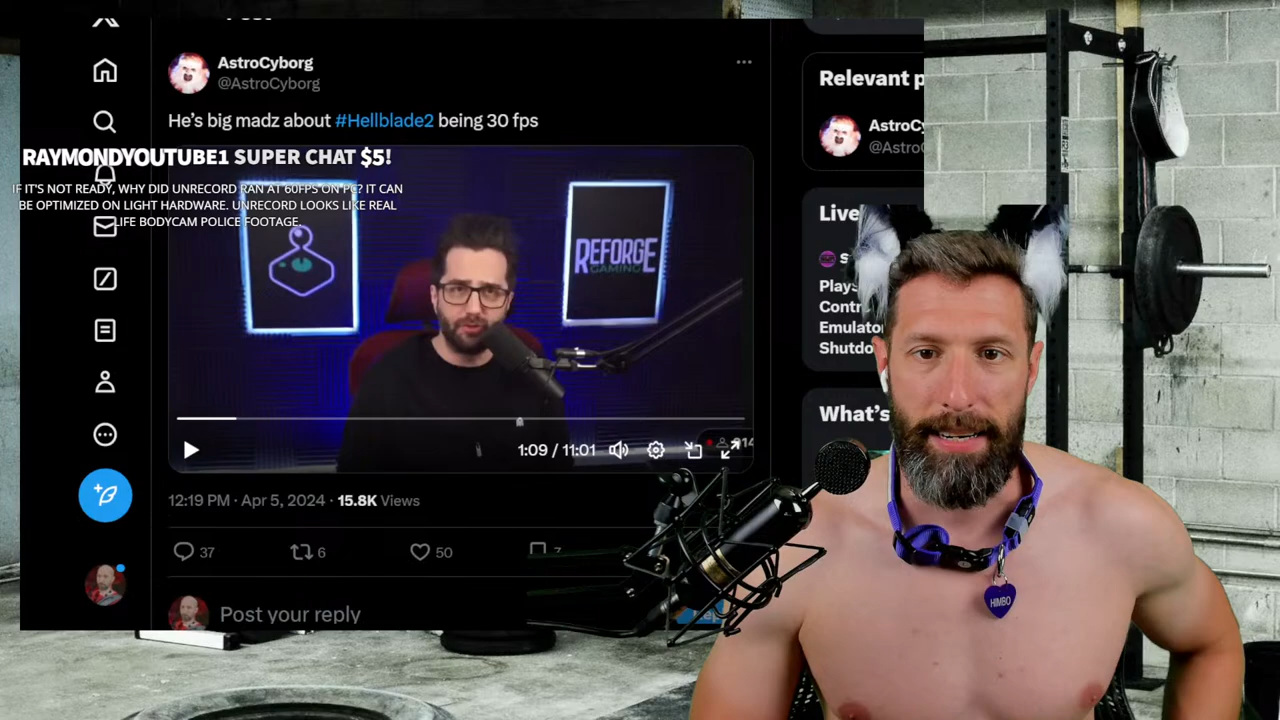 AstroCyborg
@AstroCyborg
He's big madz about #Hellblade2 being 30 fps
RAYMONDYOUTUBE1 SUPER CHAT $5!
IF IT'S NOT READY, WHY DID UNRECORD RAN AT 60FPS ON PC? IT CAN
BE OPTIMIZED ON LIGHT HARDWARE. UNRECORD LOOKS LIKE REAL
LIFE BODYCAM POLICE FOOTAGE.
REFORGE
GAMING
1:09 / 11:01
12:19 PM · Apr 5, 2024 · 15.8K Views
37
6
50
7
Post your reply
Relevant p
AstroCy
@AstroC
Live
Plays
Contr
Emulator
Shutdo
What's
HIMBO